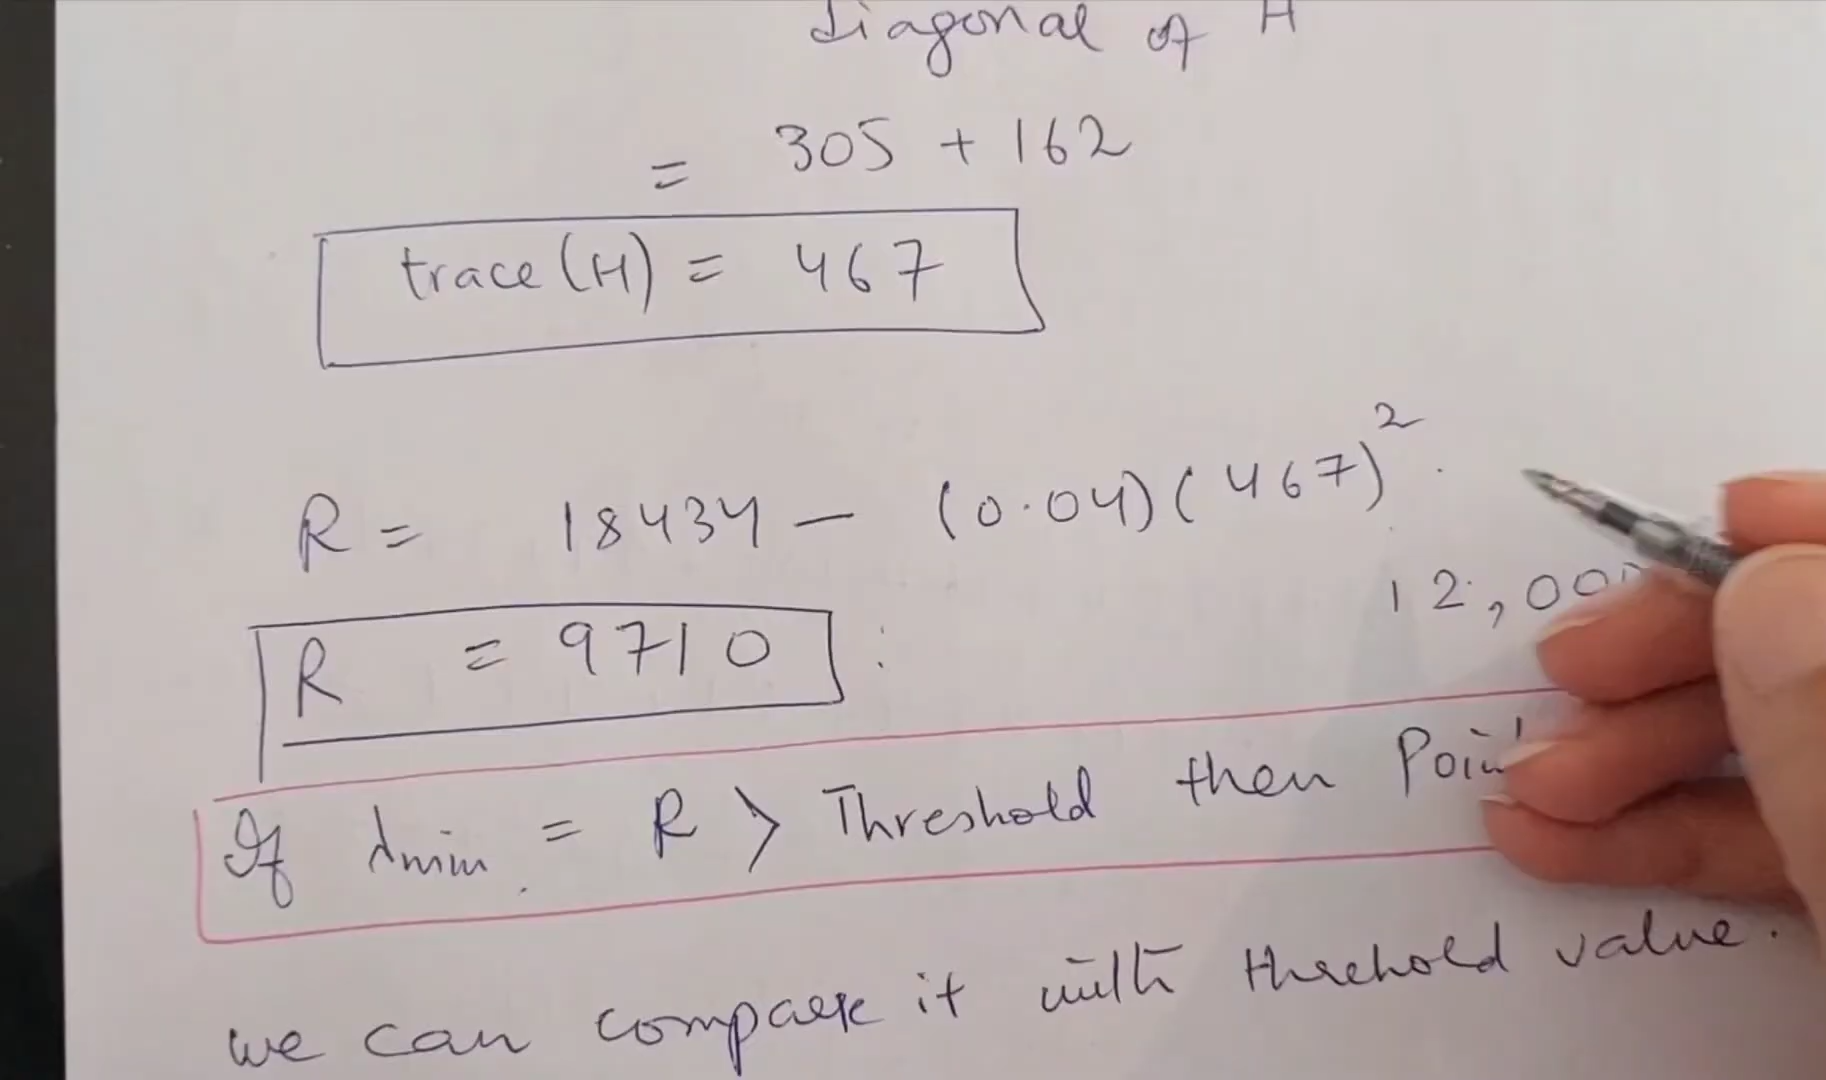 diagonal of H
= 305 + 162
trace (H) = 467
R = 18434 - (0.04) (467)²
12,00
R = 9710
If λmin = R > Threshold then
we can compare it with threhold value.